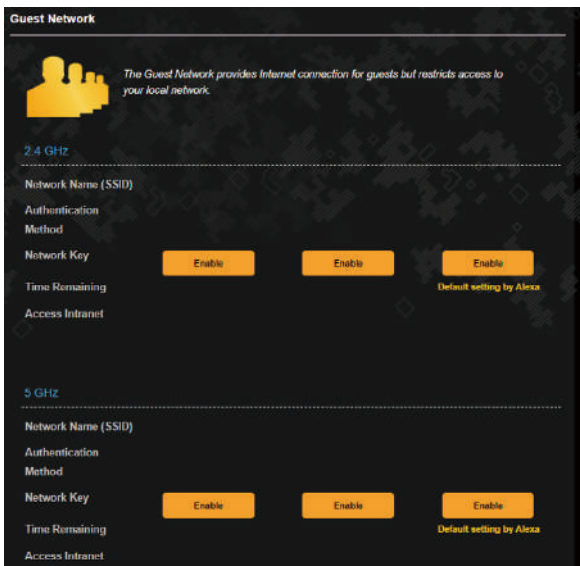 Guest Network
The Guest Network provides Internet connection for guests but restricts access to
your local network.
2.4 GHz
Network Name (SSID)
Authentication
Method
Network Key
Enable Enable Enable
Time Remaining
Default setting by Alexa
Access Intranet
5 GHz
Network Name (SSID)
Authentication
Method
Network Key
Enable Enable Enable
Time Remaining
Default setting by Alexa
Access Intranet